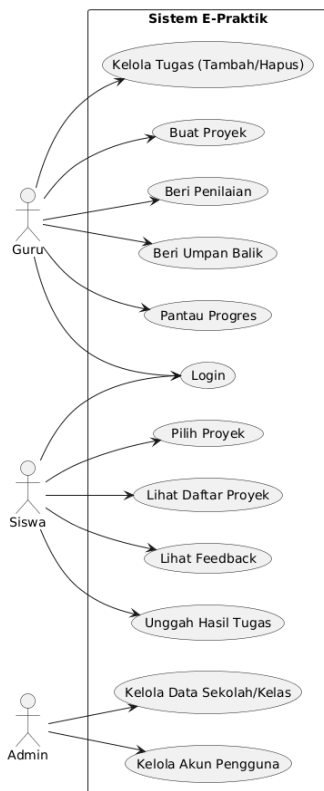 Sistem E-Praktik
Kelola Tugas (Tambah/Hapus)
Buat Proyek
Beri Penilaian
Guru
Beri Umpan Balik
Pantau Progres
Login
Pilih Proyek
Lihat Daftar Proyek
Siswa
Lihat Feedback
Unggah Hasil Tugas
Kelola Data Sekolah/Kelas
Admin
Kelola Akun Pengguna